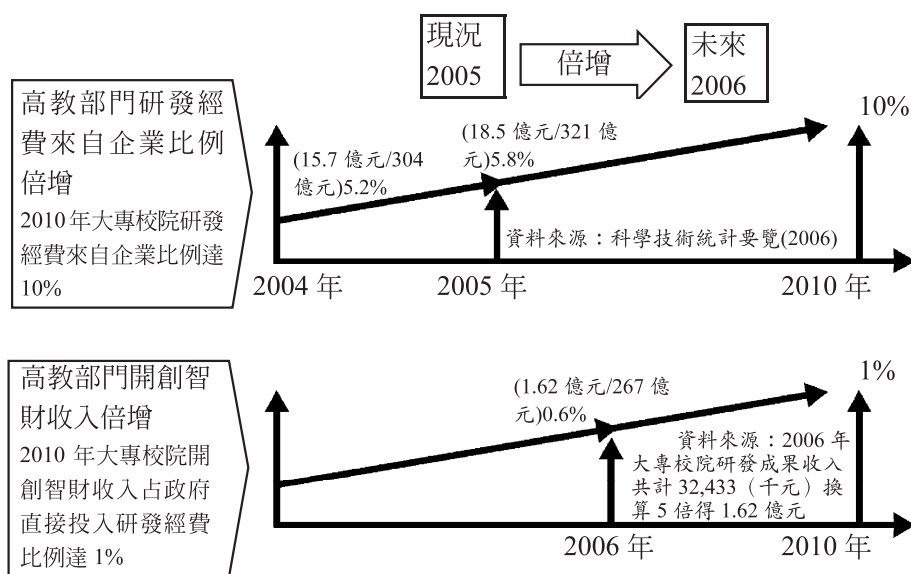 現況
2005
倍增
未來
2006
高教部門研發經
費來自企業比例
倍增
2010 年大專校院研發
經費來自企業比例達
10%
(15.7 億元/304
億元)5.2%
(18.5 億元/321 億
元)5.8%
10%
資料來源：科學技術統計要覽(2006)
2004 年
2005 年
2010 年
高教部門開創智
財收入倍增
2010 年大專校院開
創智財收入占政府
直接投入研發經費
比例達 1%
(1.62 億元/267 億
元)0.6%
1%
資料來源：2006 年
大專校院研發成果收入
共計 32,433（千元）換
算 5 倍得 1.62 億元
2006 年
2010 年